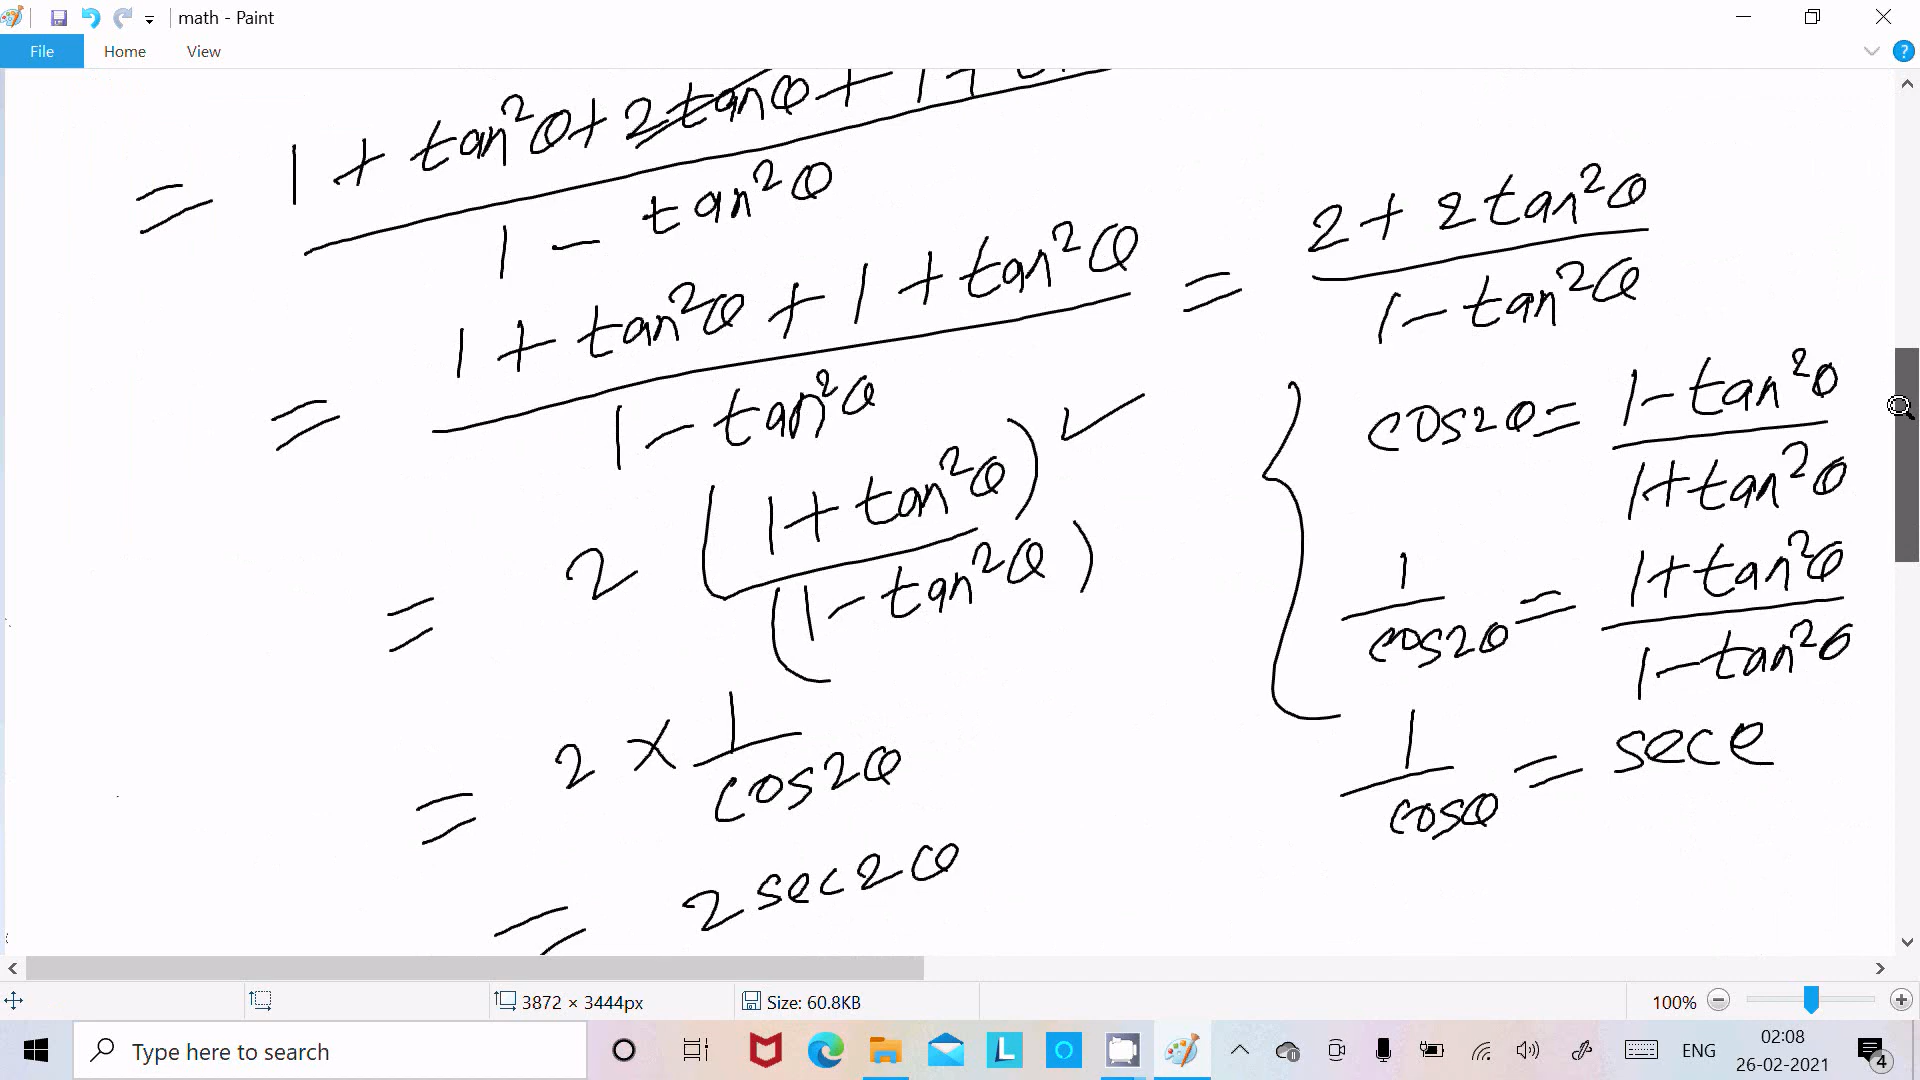 math - Paint
File Home View
= 1 + tan²θ + 2tanθ + 1 +
1 - tan²θ
= 1 + tan²θ + 1 + tan²θ
1 - tan²θ
= 2 + 2tan²θ
1 - tan²θ
= 2 (1 + tan²θ)
(1 - tan²θ)
= 2 × 1
cos2θ
= 2 sec2θ
cos2θ = 1 - tan²θ
1 + tan²θ
1
cos2θ
= 1 + tan²θ
1 - tan²θ
1
cosθ
= secθ
3872 × 3444px
Size: 60.8KB
100%
Type here to search
ENG
02:08
26-02-2021
4